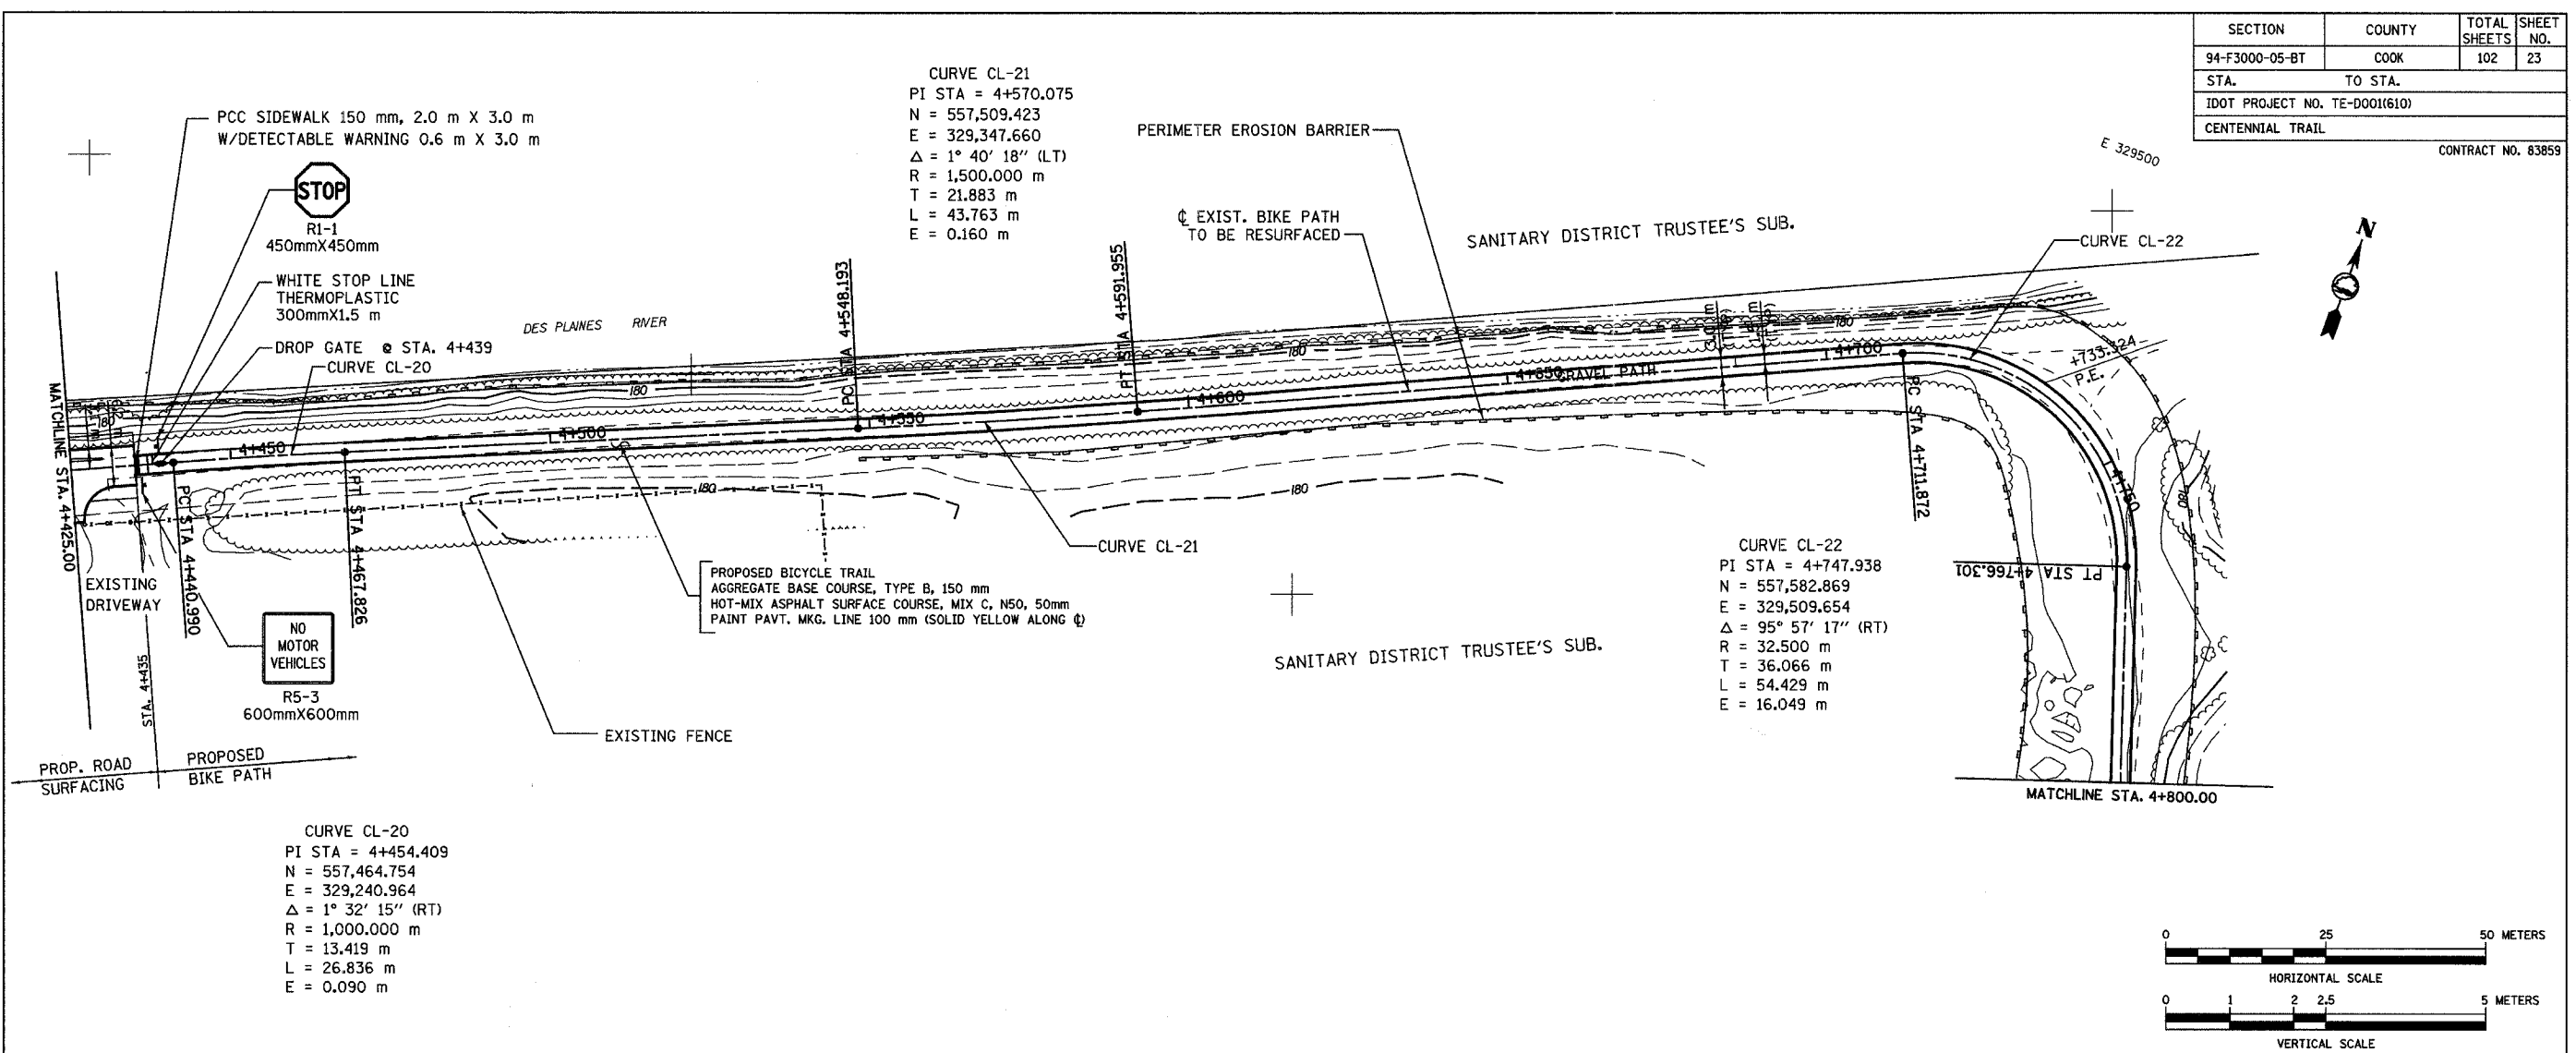 SECTION COUNTY TOTAL SHEETS SHEET NO.
94-F3000-05-BT COOK 102 23
STA. TO STA.
IDOT PROJECT NO. TE-D001(610)
CENTENNIAL TRAIL
CONTRACT NO. 83859
CURVE CL-21
PI STA = 4+570.075
N = 557,509.423
E = 329,347.660
Δ = 1° 40' 18" (LT)
R = 1,500.000 m
T = 21.883 m
L = 43.763 m
E = 0.160 m
PCC SIDEWALK 150 mm, 2.0 m X 3.0 m
W/DETECTABLE WARNING 0.6 m X 3.0 m
STOP
R1-1
450mmX450mm
WHITE STOP LINE
THERMOPLASTIC
300mmX1.5 m
DROP GATE @ STA. 4+439
CURVE CL-20
DES PLAINES RIVER
PERIMETER EROSION BARRIER
℄ EXIST. BIKE PATH
TO BE RESURFACED
SANITARY DISTRICT TRUSTEE'S SUB.
E 329500
CURVE CL-22
N
MATCHLINE STA. 4+425.00
PC STA 4+440.990
PT STA 4+467.826
PC STA 4+548.193
PT STA 4+591.955
PC STA 4+711.872
PT STA 4+766.301
+733.324
P.E.
4+450
4+500
4+550
4+600
4+650
GRAVEL PATH
4+700
4+750
180
180
180
180
180
180
180
EXISTING
DRIVEWAY
STA. 4+435
NO
MOTOR
VEHICLES
R5-3
600mmX600mm
PROP. ROAD
SURFACING
PROPOSED
BIKE PATH
EXISTING FENCE
PROPOSED BICYCLE TRAIL
AGGREGATE BASE COURSE, TYPE B, 150 mm
HOT-MIX ASPHALT SURFACE COURSE, MIX C, N50, 50mm
PAINT PAVT. MKG. LINE 100 mm (SOLID YELLOW ALONG ℄)
CURVE CL-21
SANITARY DISTRICT TRUSTEE'S SUB.
CURVE CL-22
PI STA = 4+747.938
N = 557,582.869
E = 329,509.654
Δ = 95° 57' 17" (RT)
R = 32.500 m
T = 36.066 m
L = 54.429 m
E = 16.049 m
MATCHLINE STA. 4+800.00
CURVE CL-20
PI STA = 4+454.409
N = 557,464.754
E = 329,240.964
Δ = 1° 32' 15" (RT)
R = 1,000.000 m
T = 13.419 m
L = 26.836 m
E = 0.090 m
0 25 50 METERS
HORIZONTAL SCALE
0 1 2 2.5 5 METERS
VERTICAL SCALE